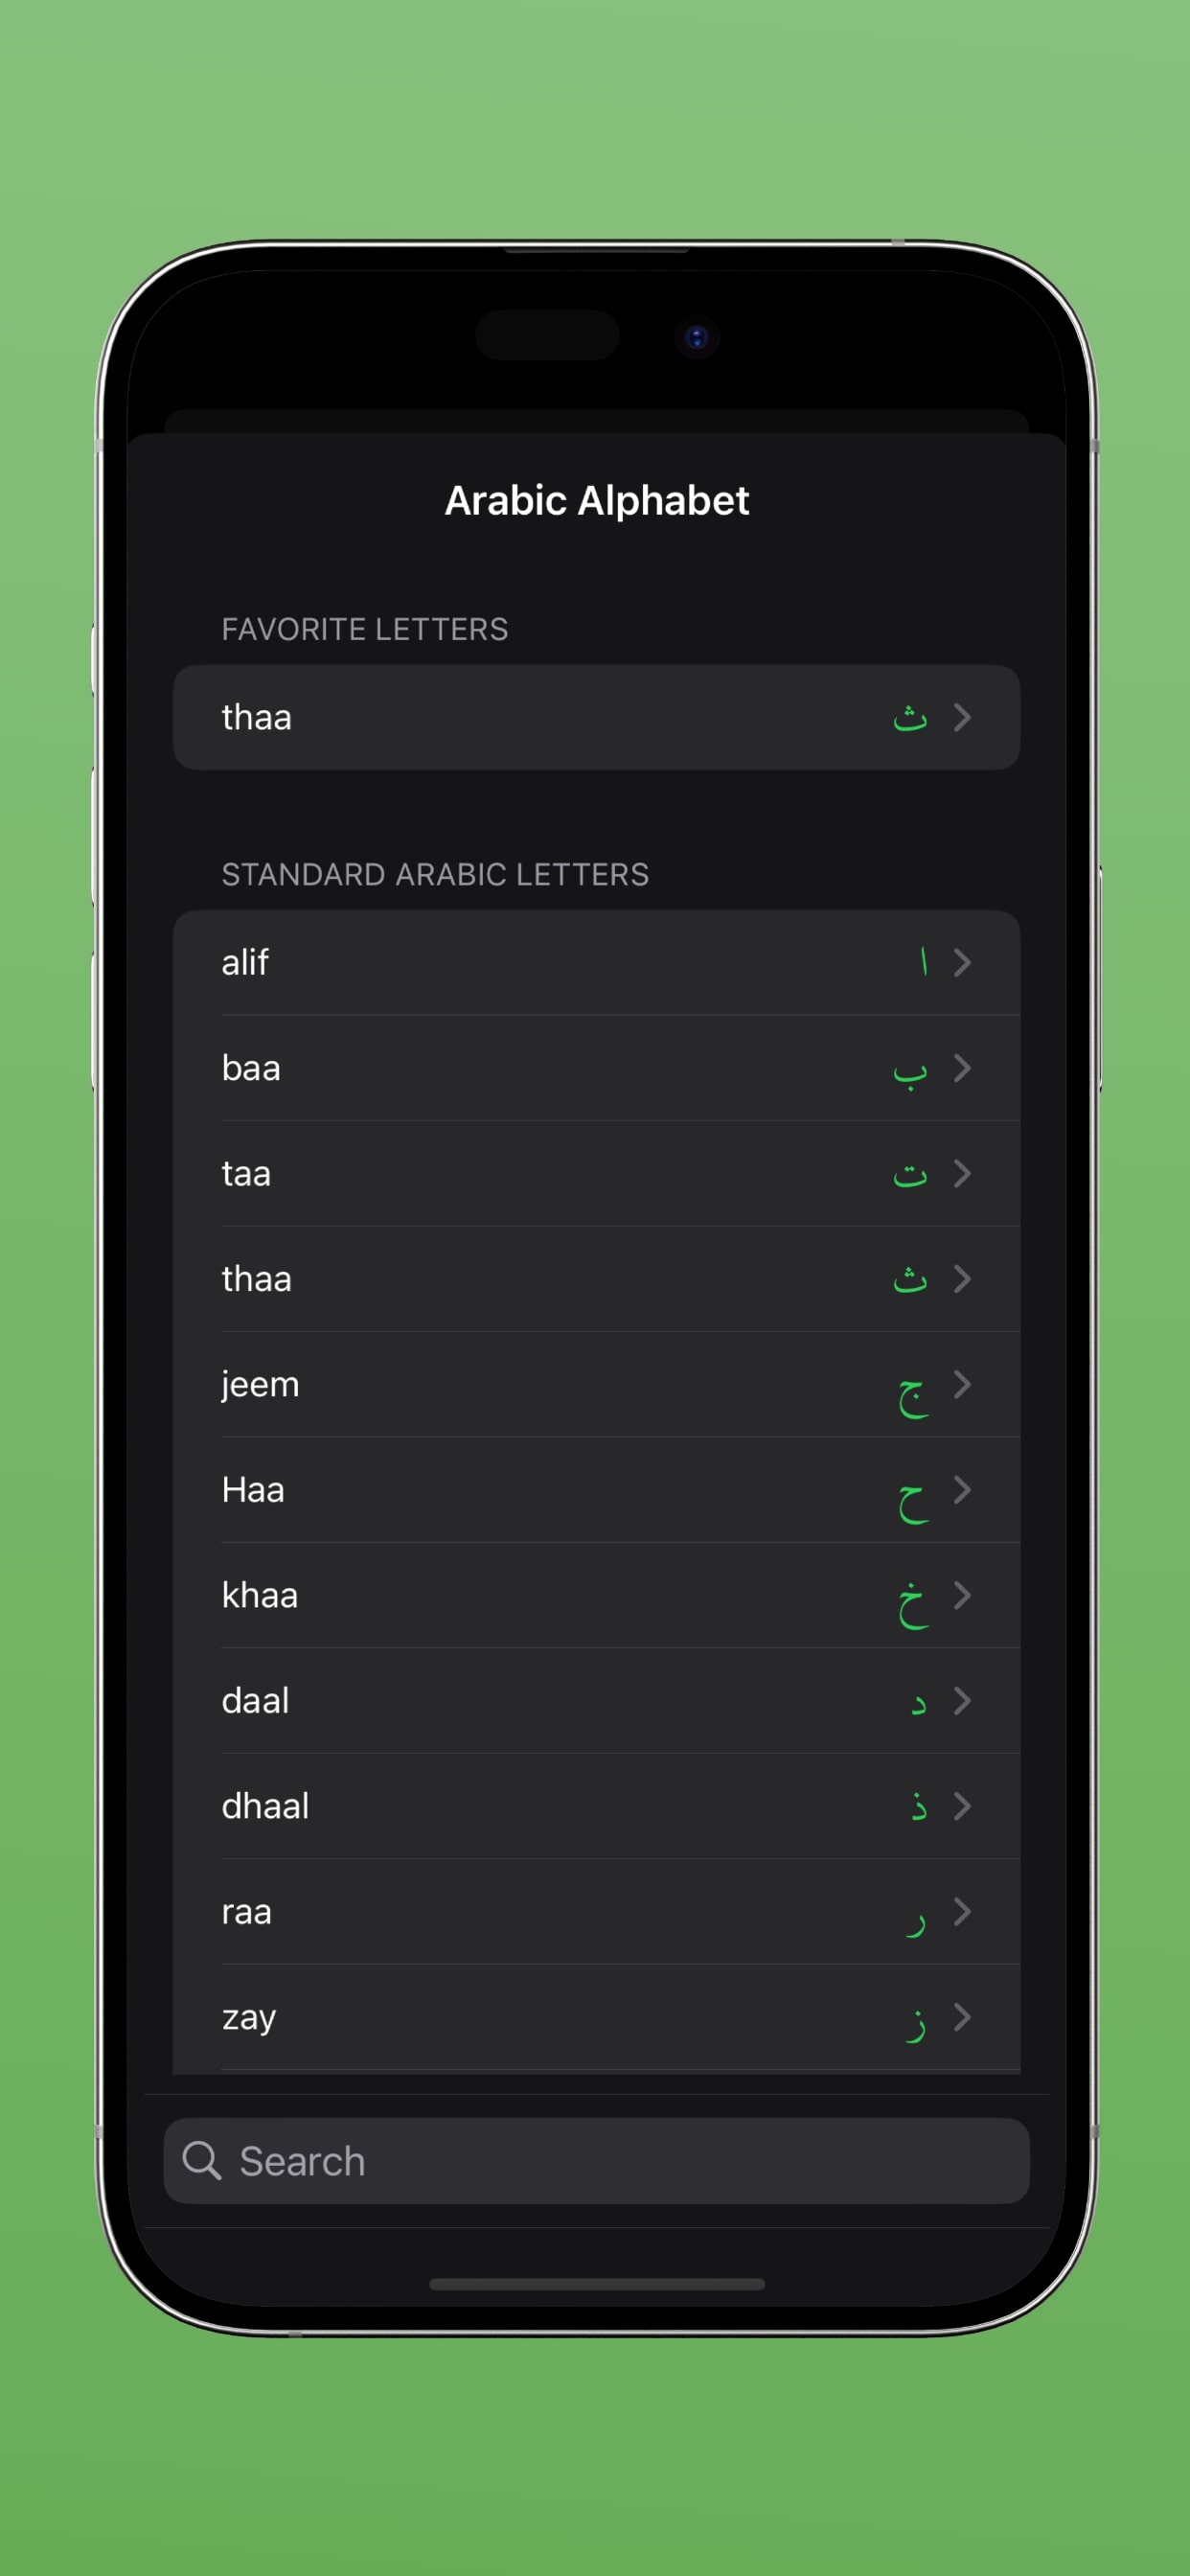 Arabic Alphabet
FAVORITE LETTERS
thaa ث
STANDARD ARABIC LETTERS
alif ا
baa ب
taa ت
thaa ث
jeem ج
Haa ح
khaa خ
daal د
dhaal ذ
raa ر
zay ز
Search